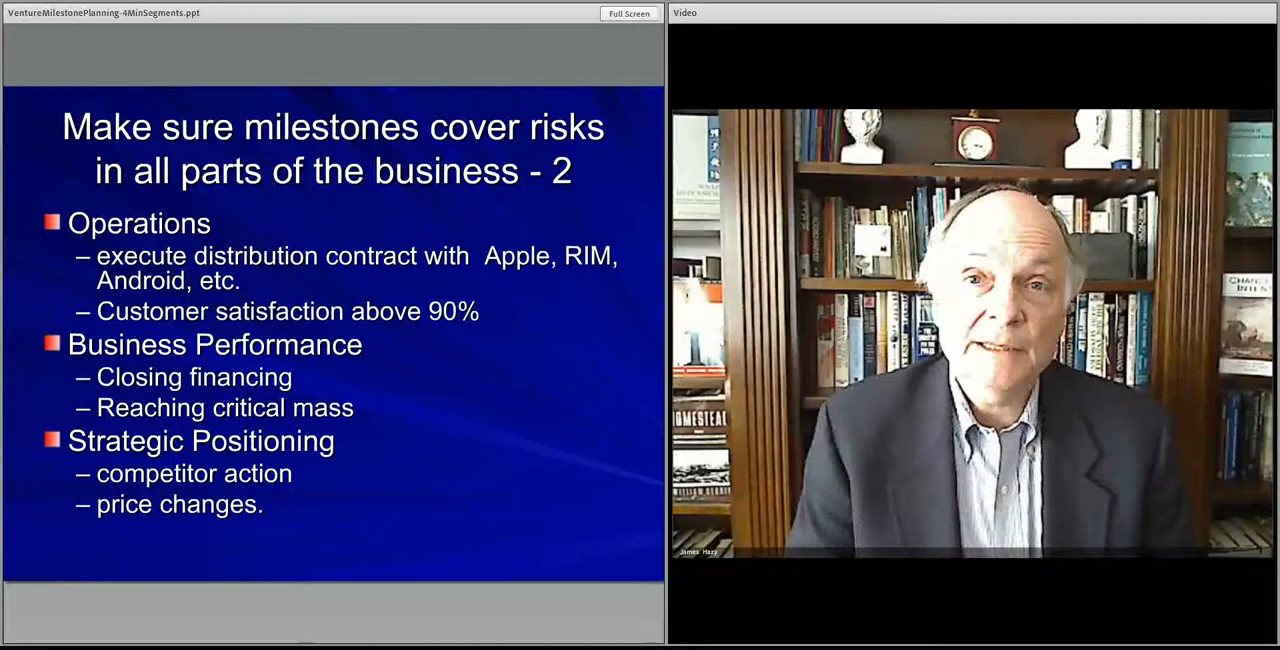 VentureMilestonePlanning-4MinSegments.ppt
Full Screen
Make sure milestones cover risks
in all parts of the business - 2
Operations
– execute distribution contract with Apple, RIM,
Android, etc.
– Customer satisfaction above 90%
Business Performance
– Closing financing
– Reaching critical mass
Strategic Positioning
– competitor action
– price changes.
Video
HOMESTEAD
James Hazy